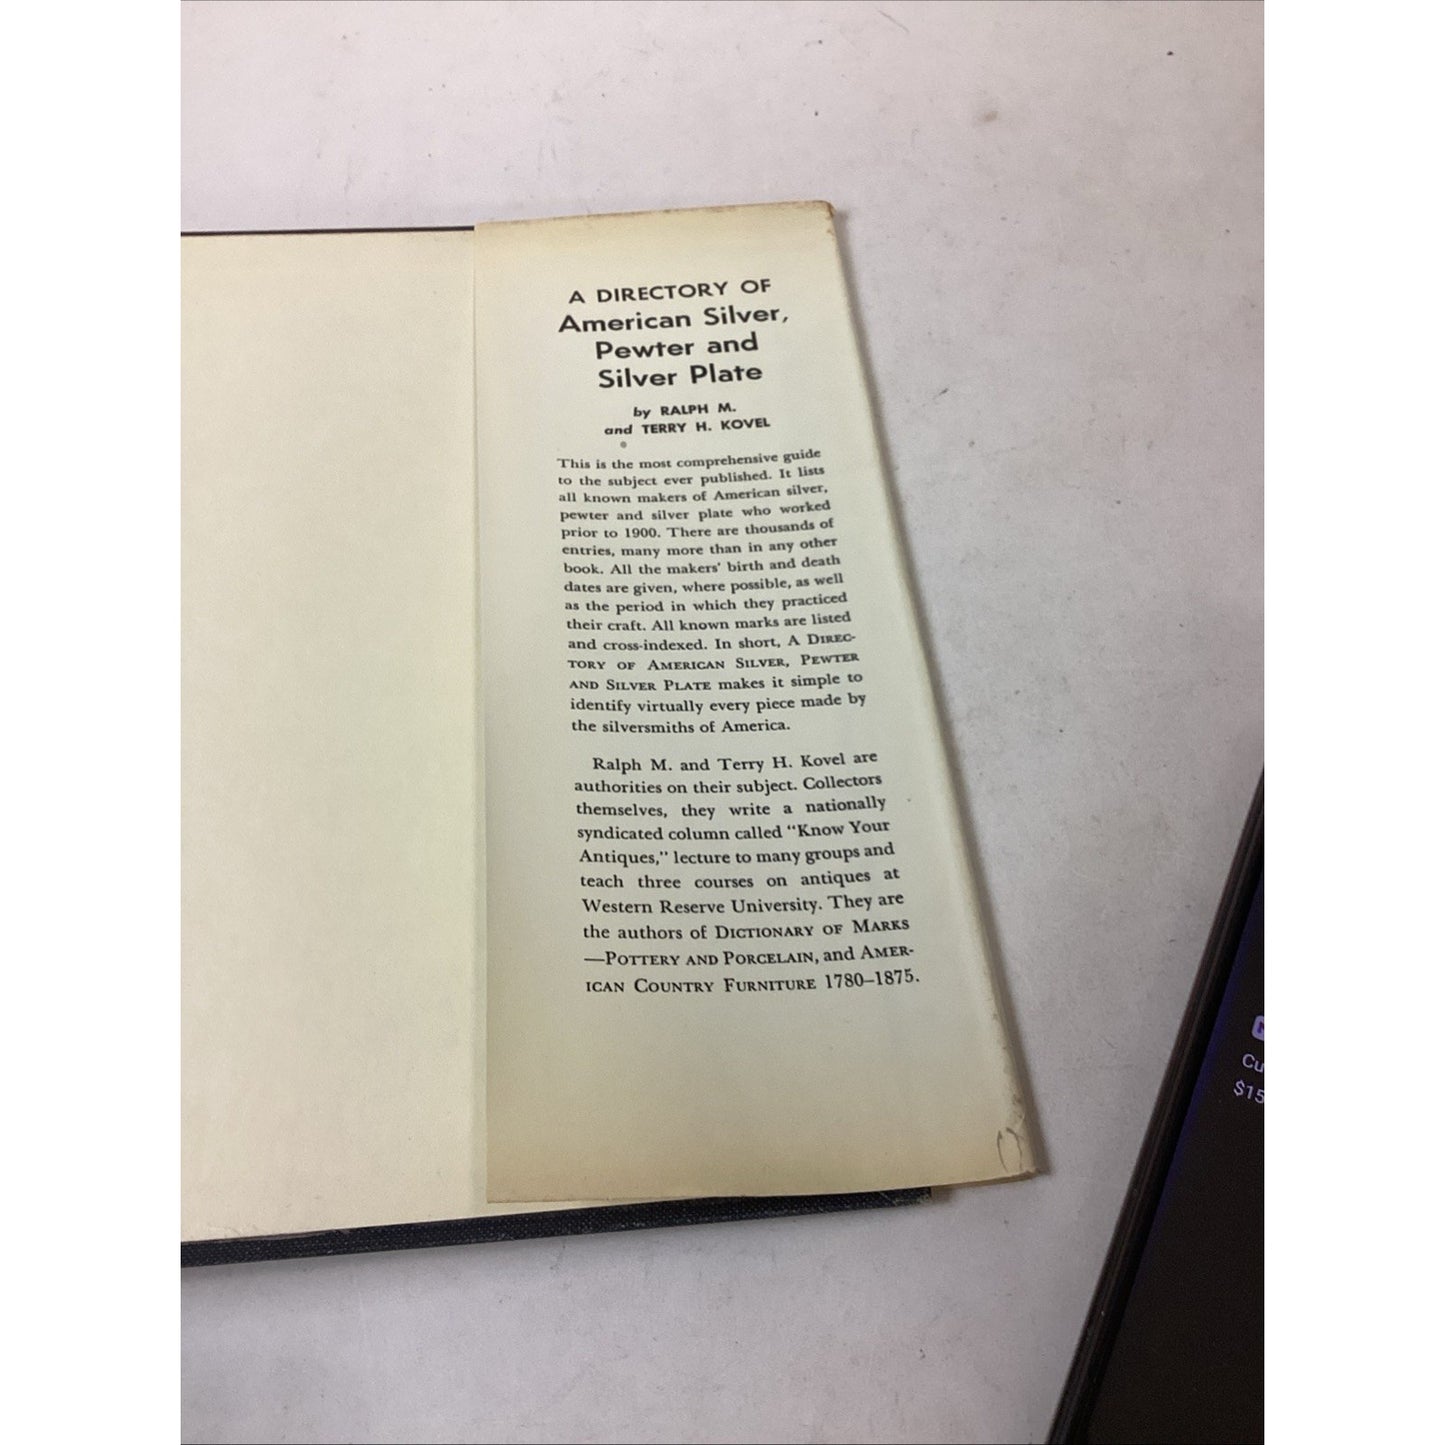 A DIRECTORY OF
American Silver,
Pewter and
Silver Plate
by RALPH M.
and TERRY H. KOVEL
This is the most comprehensive guide
to the subject ever published. It lists
all known makers of American silver,
pewter and silver plate who worked
prior to 1900. There are thousands of
entries, many more than in any other
book. All the makers' birth and death
dates are given, where possible, as well
as the period in which they practiced
their craft. All known marks are listed
and cross-indexed. In short, A DIREC-
TORY OF AMERICAN SILVER, PEWTER
AND SILVER PLATE makes it simple to
identify virtually every piece made by
the silversmiths of America.
Ralph M. and Terry H. Kovel are
authorities on their subject. Collectors
themselves, they write a nationally
syndicated column called "Know Your
Antiques," lecture to many groups and
teach three courses on antiques at
Western Reserve University. They are
the authors of DICTIONARY OF MARKS
—POTTERY AND PORCELAIN, and AMER-
ICAN COUNTRY FURNITURE 1780–1875.
Cu
$15